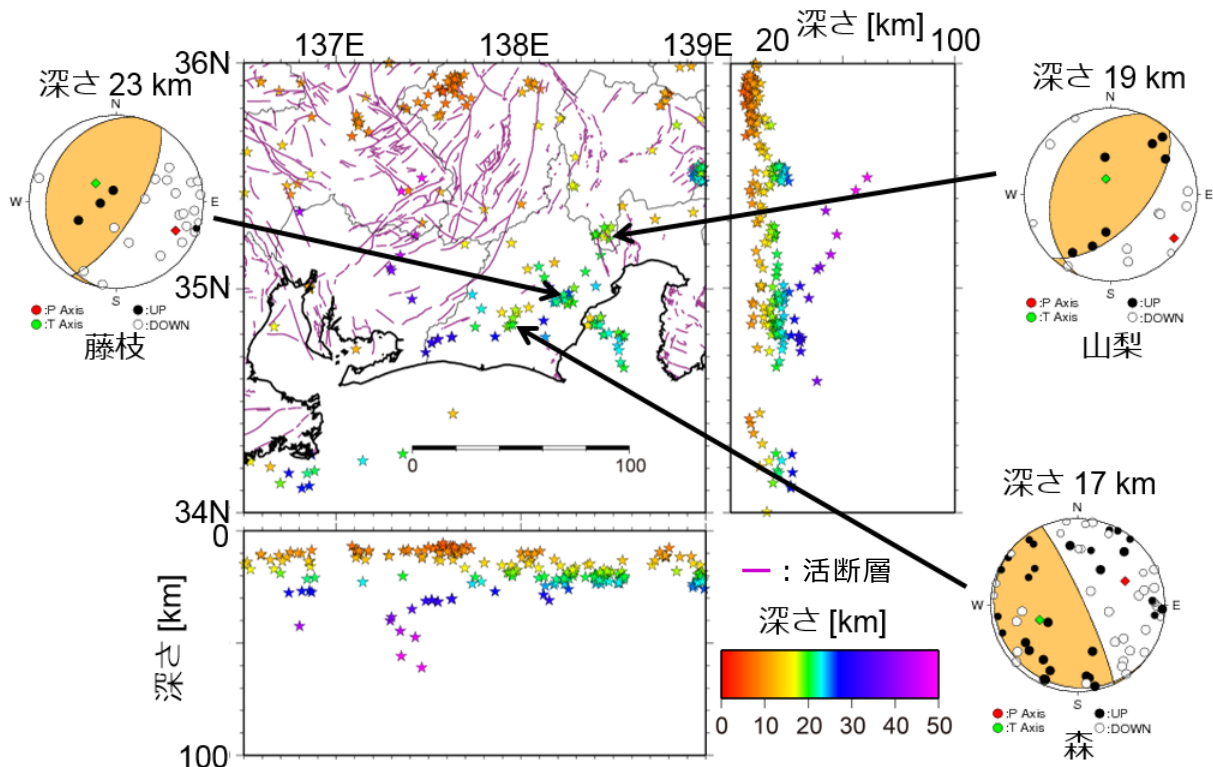 深さ 23 km
N
W
E
S
●:P Axis ●:UP
●:T Axis ○:DOWN
藤枝
137E 138E 139E
36N
35N
34N
0 100
深さ [km]
20 100
深さ 19 km
N
W
E
S
●:P Axis ●:UP
●:T Axis ○:DOWN
山梨
0
深さ [km]
100
— : 活断層
深さ [km]
0 10 20 30 40 50
深さ 17 km
N
W
E
S
●:P Axis ●:UP
●:T Axis ○:DOWN
森